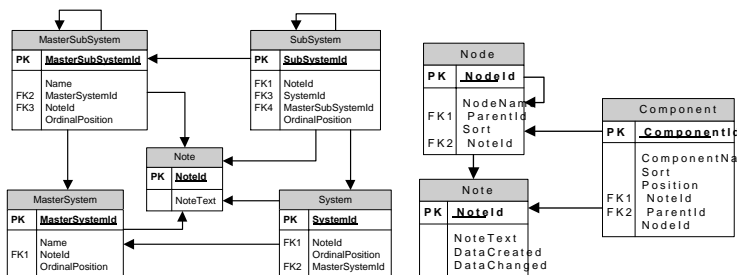 MasterSubSystem
PK MasterSubSystemId
Name
FK2 MasterSystemId
FK3 NoteId
OrdinalPosition
SubSystem
PK SubSystemId
FK1 NoteId
FK3 SystemId
FK4 MasterSubSystemId
OrdinalPosition
Note
PK NoteId
NoteText
MasterSystem
PK MasterSystemId
Name
FK1 NoteId
OrdinalPosition
System
PK SystemId
FK1 NoteId
OrdinalPosition
FK2 MasterSystemId
Node
PK NodeId
NodeNam
FK1 ParentId
Sort
FK2 NoteId
Note
PK NoteId
NoteText
DataCreated
DataChanged
Component
PK ComponentId
ComponentNa
Sort
Position
FK1 NoteId
FK2 ParentId
NodeId